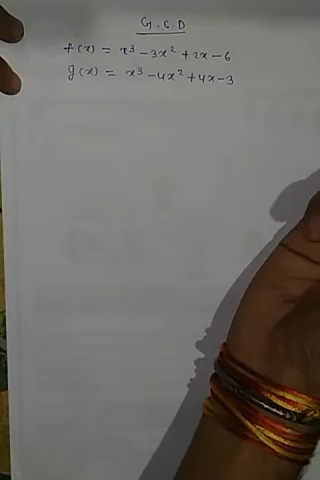 G.C.D
f(x) = x³ - 3x² + 2x - 6
g(x) = x³ - 4x² + 4x - 3